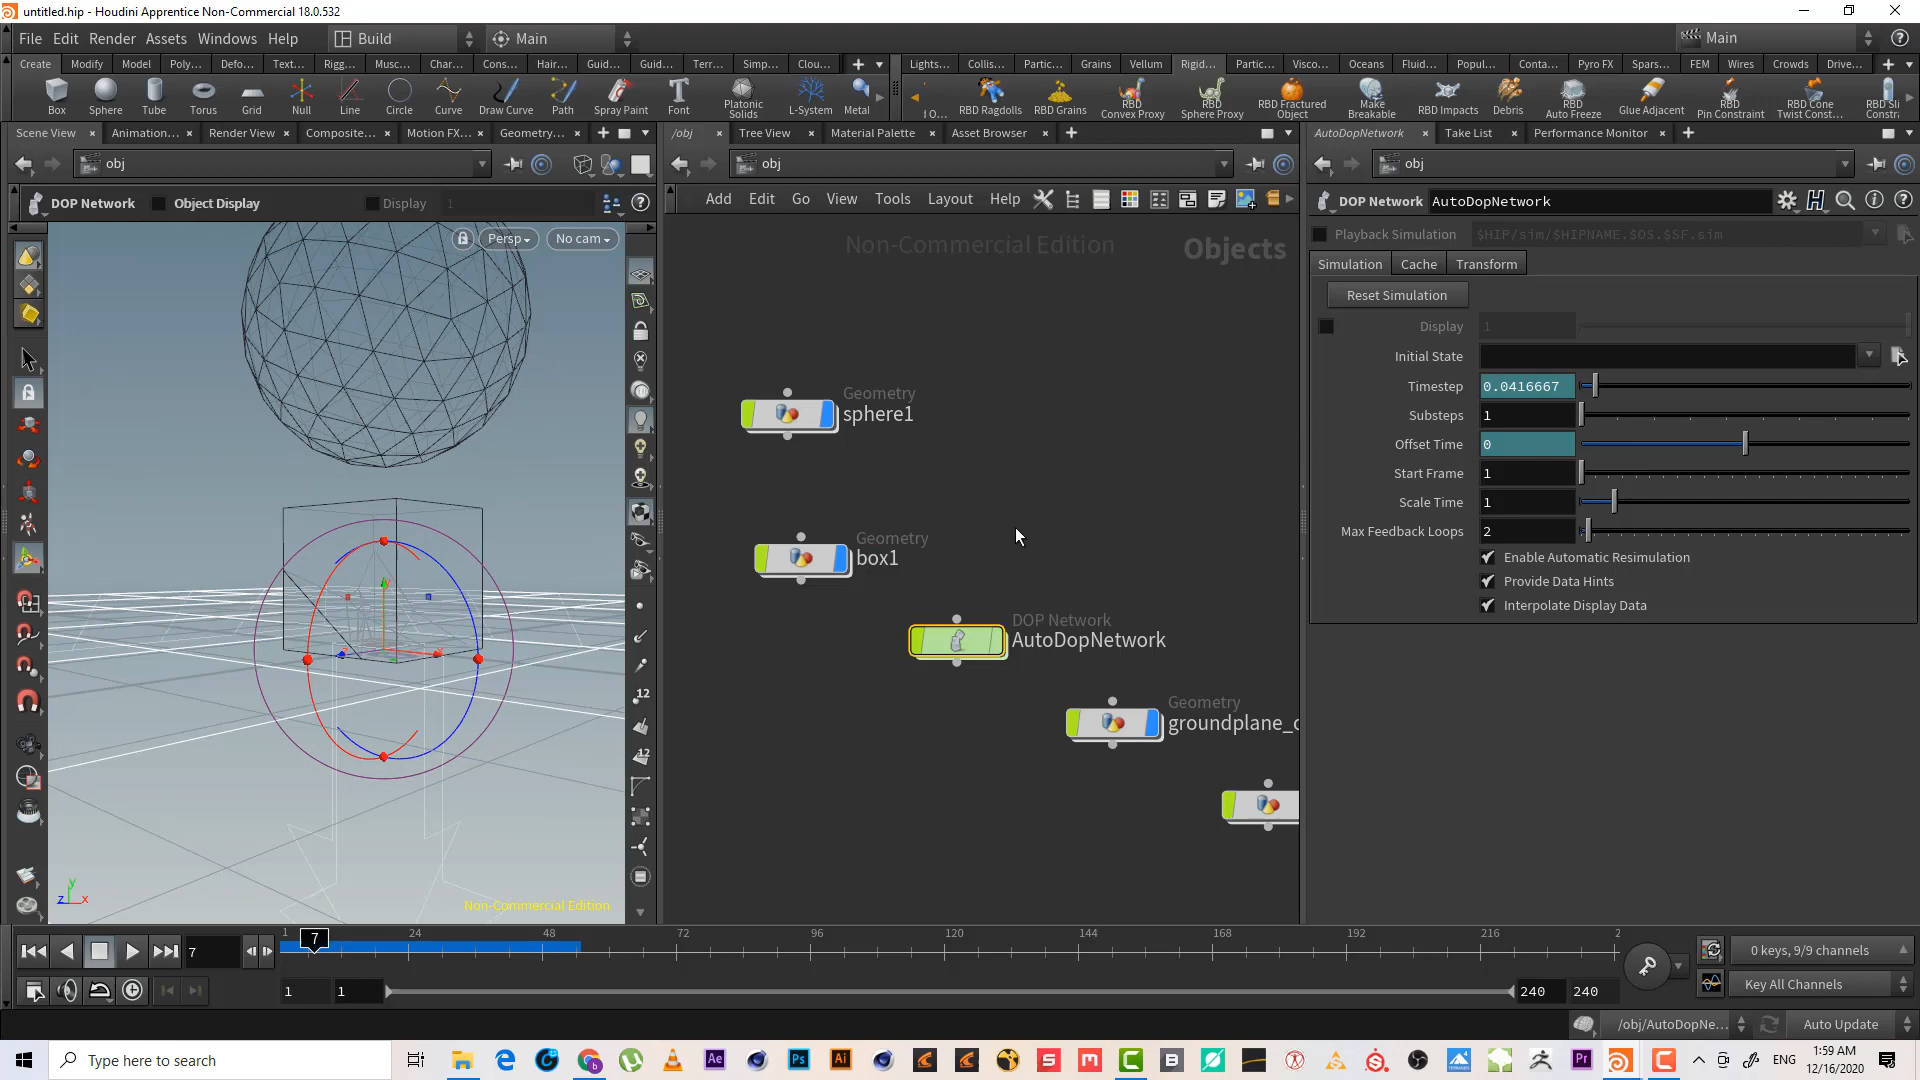 untitled.hip - Houdini Apprentice Non-Commercial 18.0.532
File Edit Render Assets Windows Help Build Main Main
Create Modify Model Poly... Defo... Text... Rigg... Musc... Char... Cons... Hair... Guid... Guid... Terr... Simp... Clou... Lights... Collis... Partic... Grains Vellum Rigid... Partic... Visco... Oceans Fluid... Popul... Conta... Pyro FX Spars... FEM Wires Crowds Drive...
Box Sphere Tube Torus Grid Null Line Circle Curve Draw Curve Path Spray Paint Font Platonic Solids L-System Metal
I O... RBD Ragdolls RBD Grains RBD Convex Proxy RBD Sphere Proxy RBD Fractured Object Make Breakable RBD Impacts Debris RBD Auto Freeze Glue Adjacent RBD Pin Constraint RBD Cone Twist Const... RBD Sli Constr
Scene View Animation... Render View Composite... Motion FX... Geometry...
/obj Tree View Material Palette Asset Browser
AutoDopNetwork Take List Performance Monitor
obj
obj
obj
DOP Network Object Display Display 1
Add Edit Go View Tools Layout Help
DOP Network AutoDopNetwork
Persp No cam
Non-Commercial Edition Objects
Playback Simulation $HIP/sim/$HIPNAME.$OS.$SF.sim
Simulation Cache Transform
Reset Simulation
Display 1
Initial State
Timestep 0.0416667
Substeps 1
Offset Time 0
Start Frame 1
Scale Time 1
Max Feedback Loops 2
Enable Automatic Resimulation
Provide Data Hints
Interpolate Display Data
Geometry
sphere1
Geometry
box1
DOP Network
AutoDopNetwork
Geometry
groundplane_c
12
12
y
z x
Non-Commercial Edition
7
1 7 24 48 72 96 120 144 168 192 216 2
0 keys, 9/9 channels
1 1 240 240
Key All Channels
/obj/AutoDopNe... Auto Update
Type here to search
ENG
1:59 AM
12/16/2020